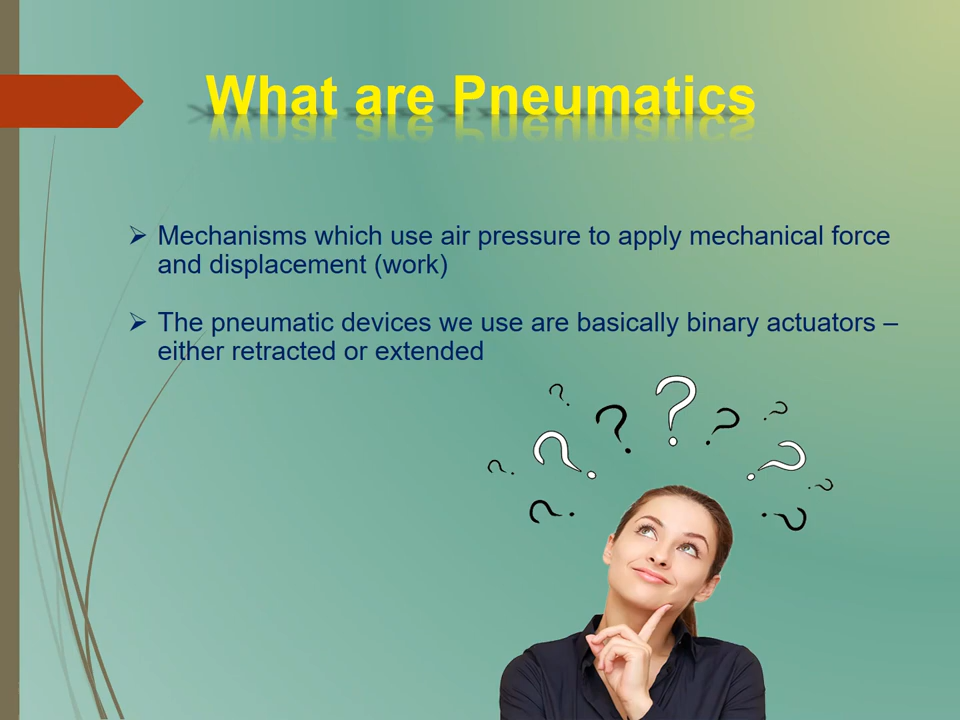 What are Pneumatics
➢ Mechanisms which use air pressure to apply mechanical force
and displacement (work)
➢ The pneumatic devices we use are basically binary actuators –
either retracted or extended
? ? ? ? ? ? ? ? ? ? ?